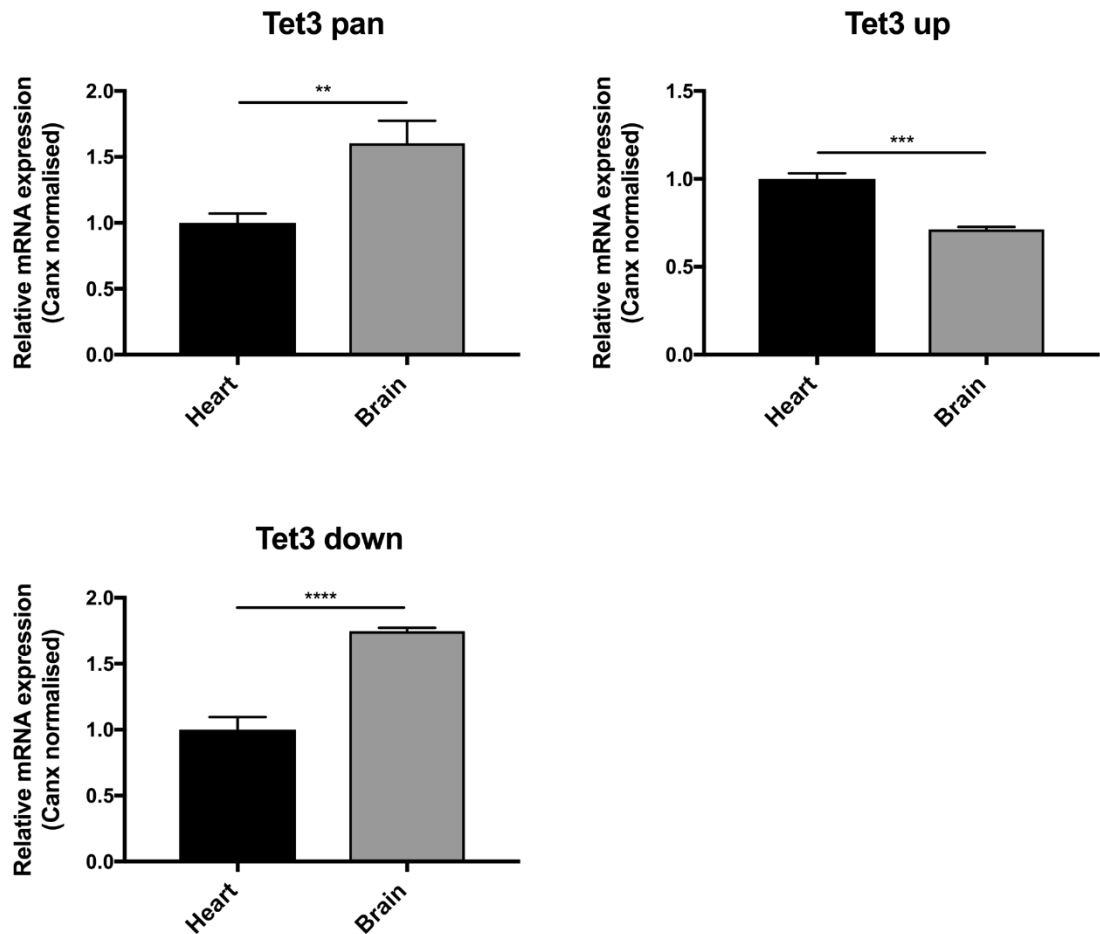 Tet3 pan
Relative mRNA expression
(Canx normalised)
2.0
1.5
1.0
0.5
0.0
**
Heart
Brain
Tet3 up
Relative mRNA expression
(Canx normalised)
1.5
1.0
0.5
0.0
***
Heart
Brain
Tet3 down
Relative mRNA expression
(Canx normalised)
2.0
1.5
1.0
0.5
0.0
****
Heart
Brain